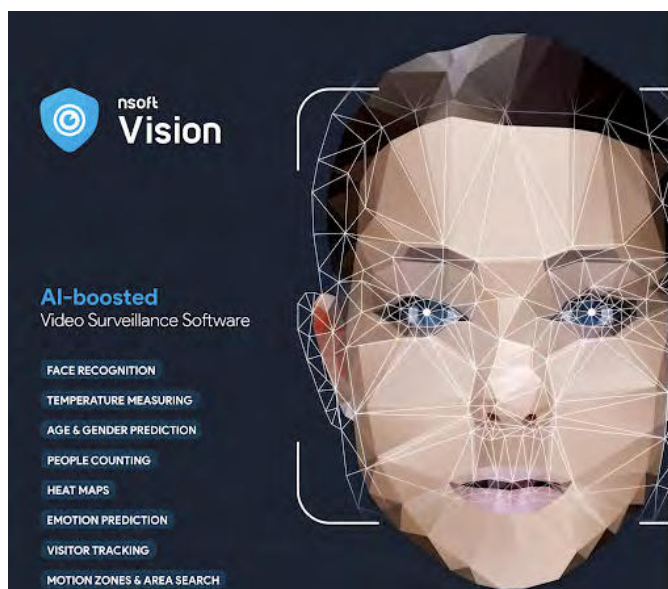 nsoft
Vision
AI-boosted
Video Surveillance Software
FACE RECOGNITION
TEMPERATURE MEASURING
AGE & GENDER PREDICTION
PEOPLE COUNTING
HEAT MAPS
EMOTION PREDICTION
VISITOR TRACKING
MOTION ZONES & AREA SEARCH